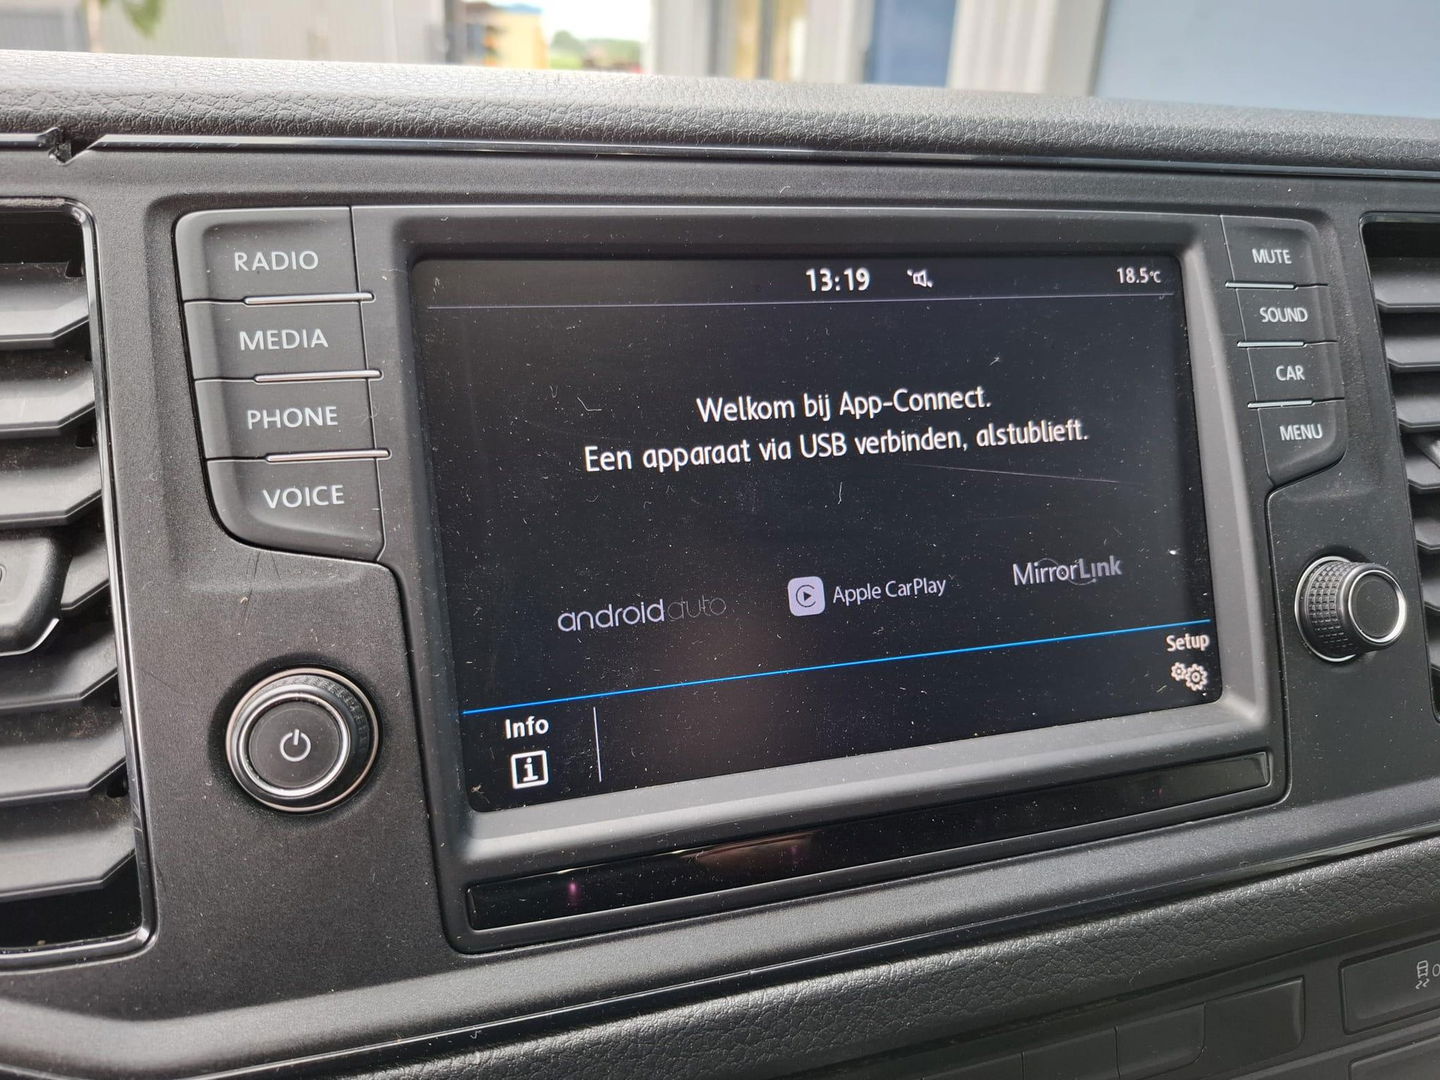 RADIO
MEDIA
PHONE
VOICE
13:19
18.5°C
Welkom bij App-Connect.
Een apparaat via USB verbinden, alstublieft.
androidauto
Apple CarPlay
MirrorLink
Setup
Info
MUTE
SOUND
CAR
MENU